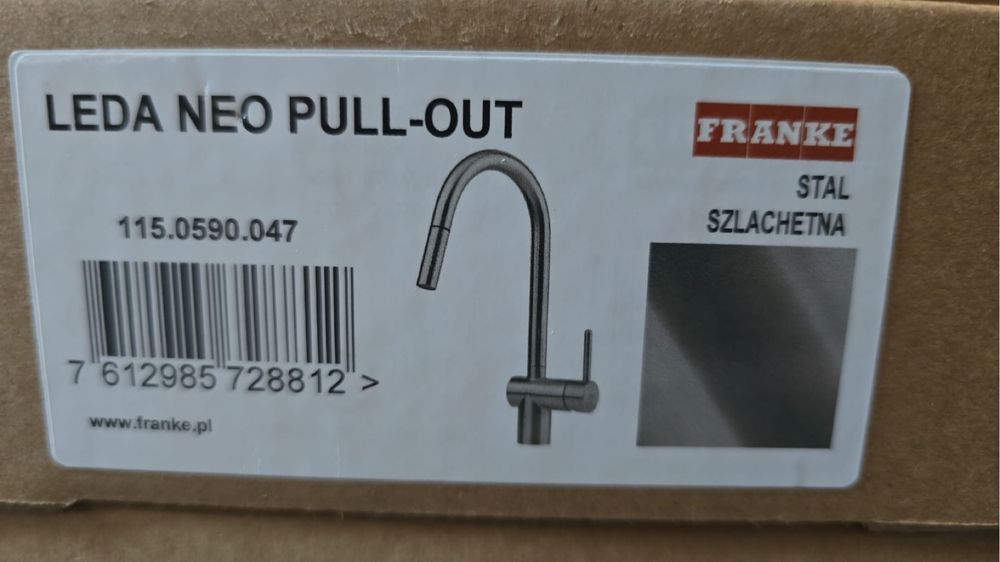 LEDA NEO PULL-OUT
FRANKE
STAL
SZLACHETNA
115.0590.047
7 612985 728812 >
www.franke.pl